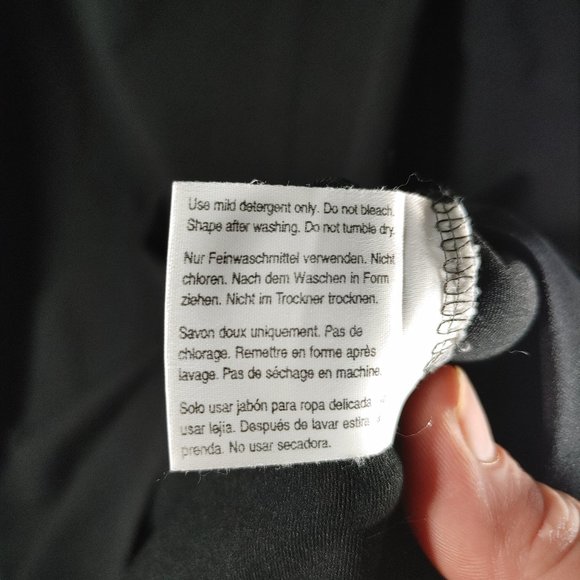 Use mild detergent only. Do not bleach.
Shape after washing. Do not tumble dry.
Nur Feinwaschmittel verwenden. Nicht
chloren. Nach dem Waschen in Form
ziehen. Nicht im Trockner trocknen.
Savon doux uniquement. Pas de
chlorage. Remettre en forme après
lavage. Pas de séchage en machine.
Solo usar jabón para ropa delicada
usar lejia. Después de lavar estirar
prenda. No usar secadora.